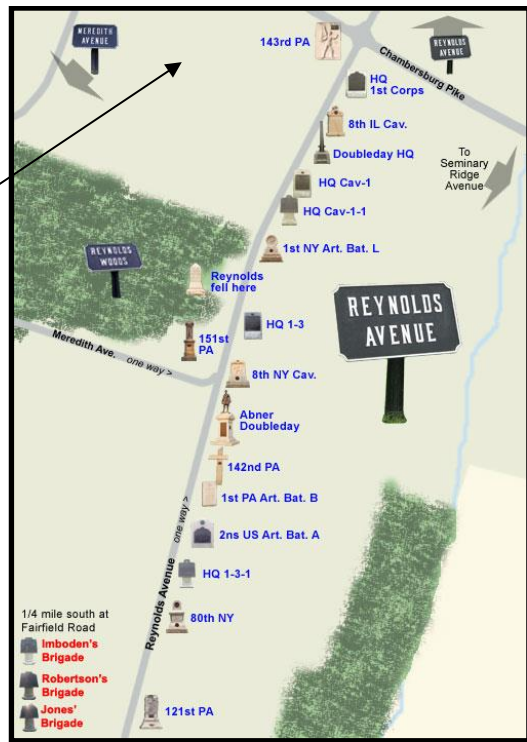 MEREDITH
AVENUE
143rd PA
REYNOLDS
AVENUE
Chambersburg Pike
HQ
1st Corps
8th IL Cav.
Doubleday HQ
To
Seminary
Ridge
Avenue
HQ Cav-1
HQ Cav-1-1
1st NY Art. Bat. L
REYNOLDS
WOODS
Reynolds
fell here
REYNOLDS
AVENUE
HQ 1-3
151st
PA
Meredith Ave. one way >
8th NY Cav.
Abner
Doubleday
142nd PA
1st PA Art. Bat. B
2ns US Art. Bat. A
Reynolds Avenue one way >
HQ 1-3-1
1/4 mile south at
Fairfield Road
80th NY
Imboden's
Brigade
Robertson's
Brigade
Jones'
Brigade
121st PA